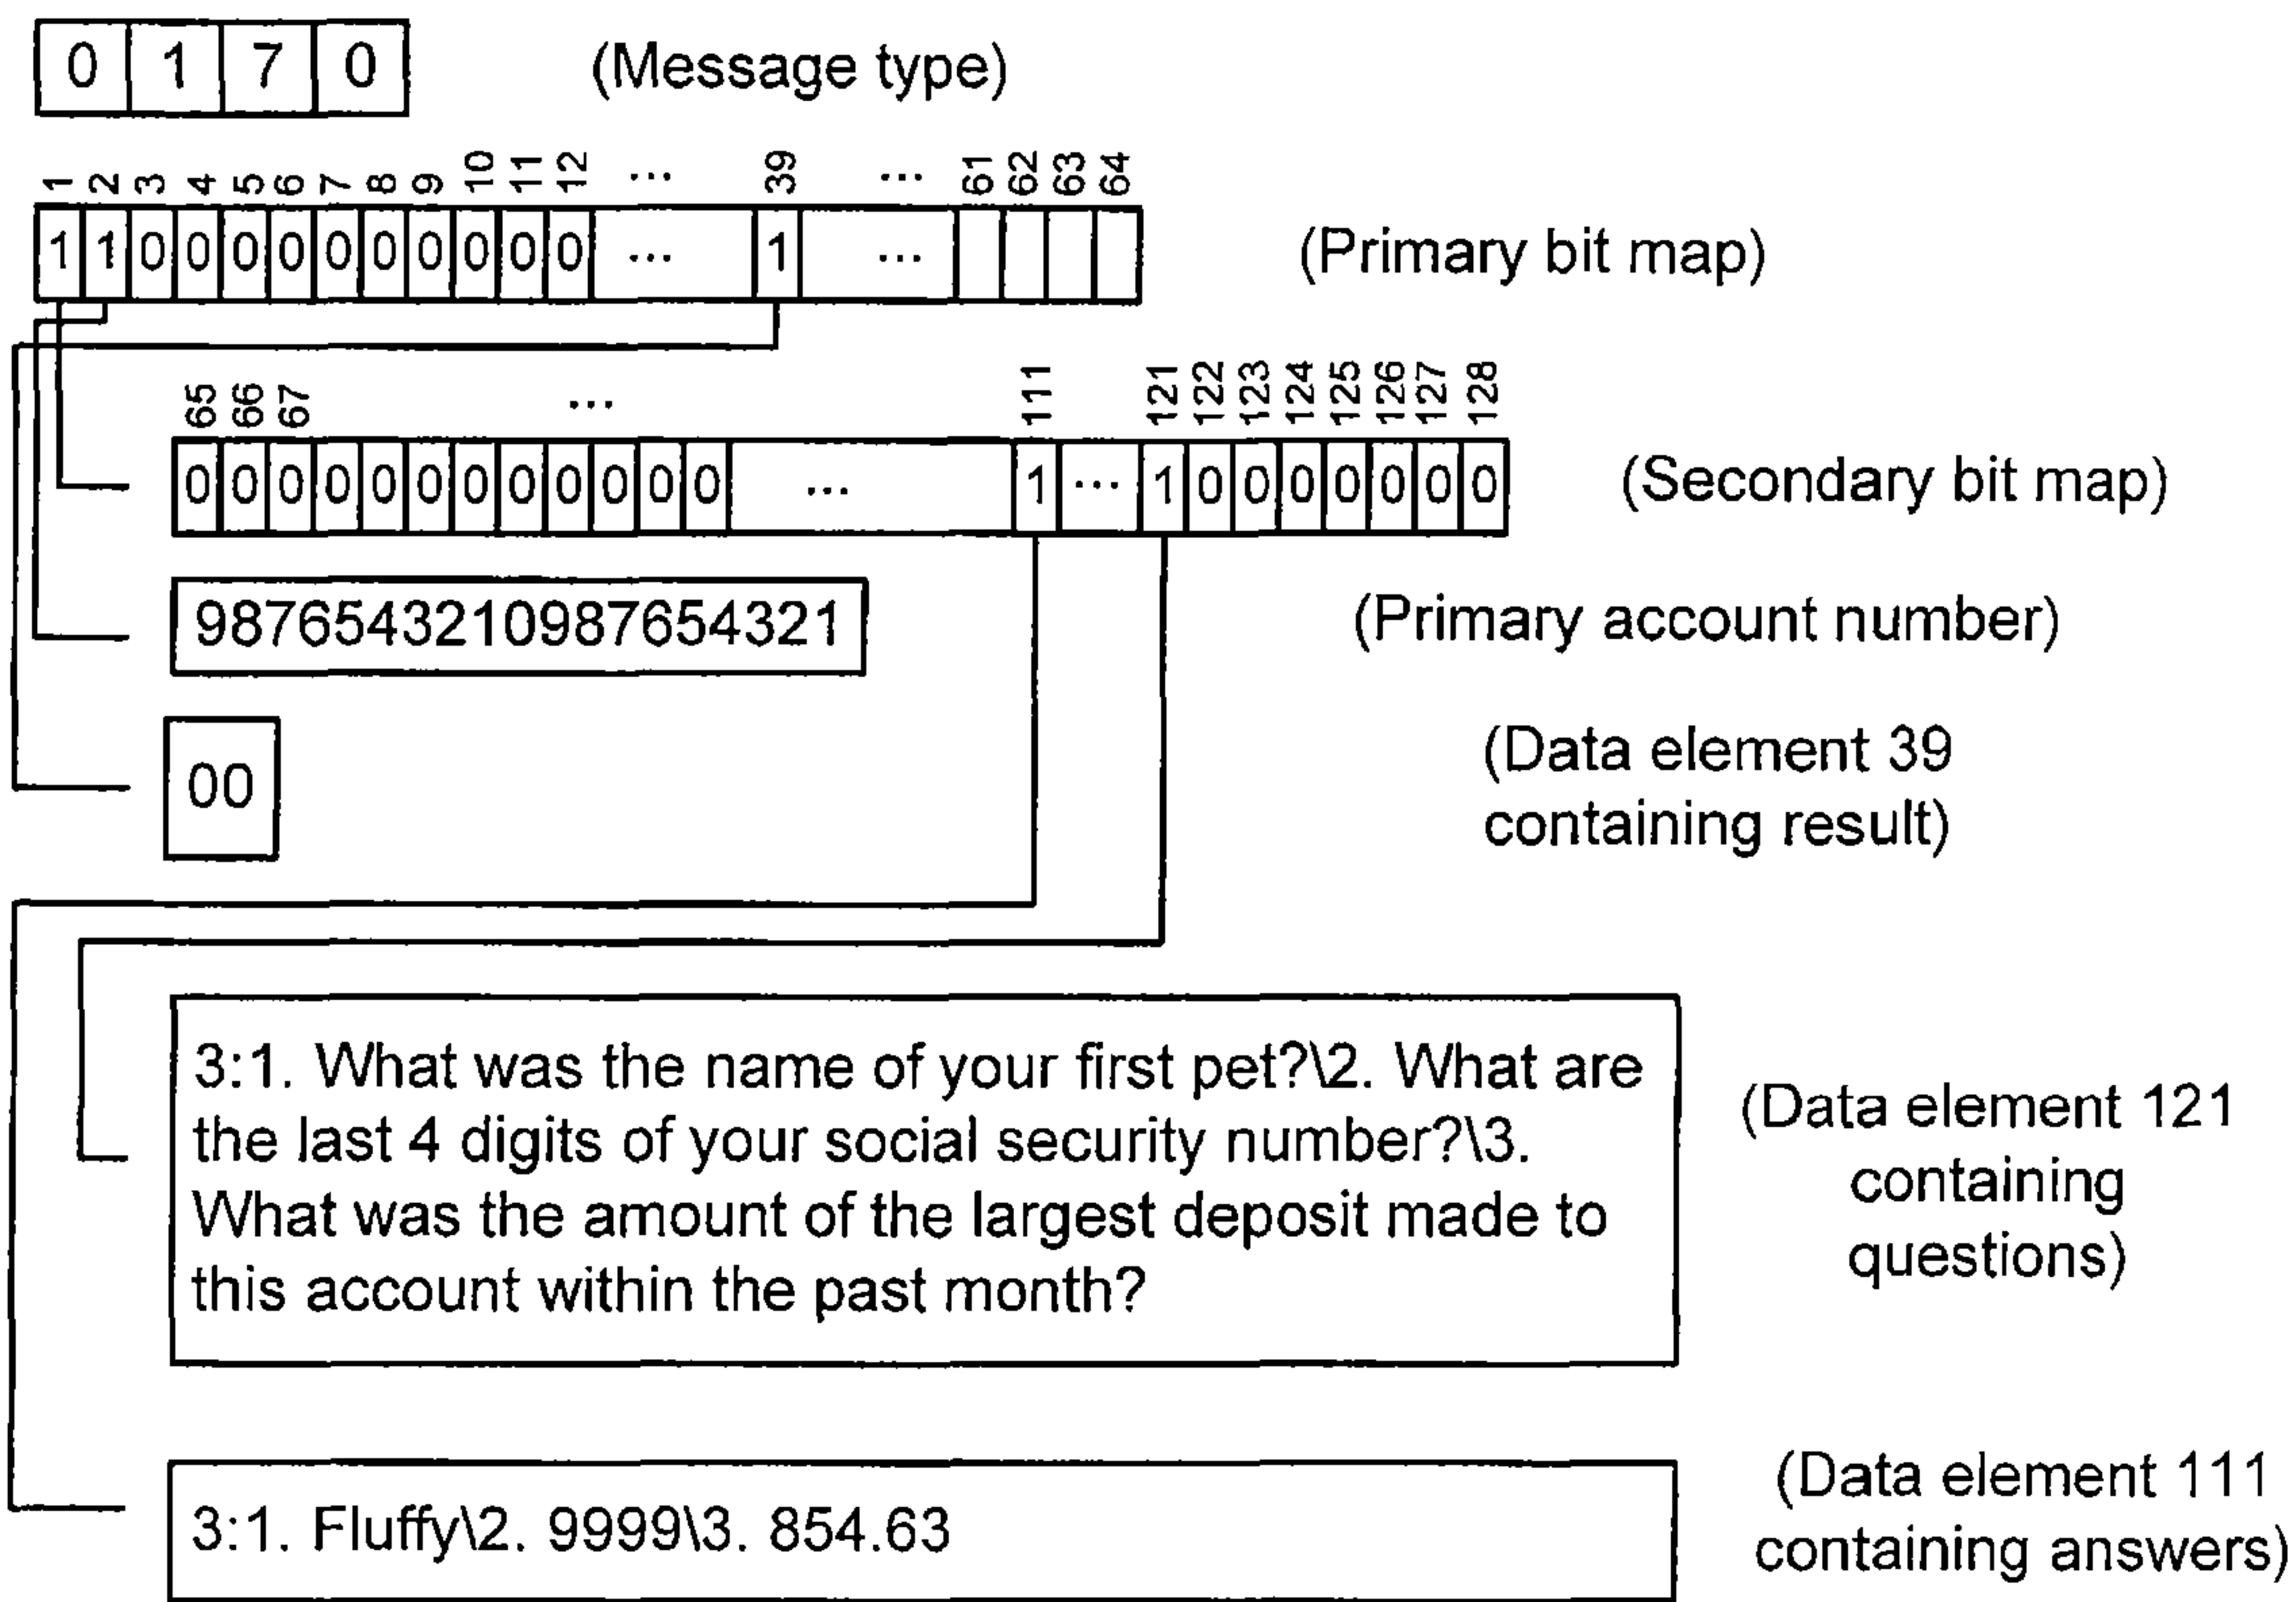 0 1 7 0 (Message type)
1 2 3 4 5 6 7 8 9 10 11 12 ... 39 ... 61 62 63 64
1 1 0 0 0 0 0 0 0 0 0 0 ... 1 ... (Primary bit map)
65 66 67 ... 111 121 122 123 124 125 126 127 128
0 0 0 0 0 0 0 0 0 0 0 0 ... 1 ... 1 0 0 0 0 0 0 0 (Secondary bit map)
9876543210987654321 (Primary account number)
00
(Data element 39
containing result)
3:1. What was the name of your first pet?\2. What are
the last 4 digits of your social security number?\3.
What was the amount of the largest deposit made to
this account within the past month?
(Data element 121
containing
questions)
3:1. Fluffy\2. 9999\3. 854.63
(Data element 111
containing answers)